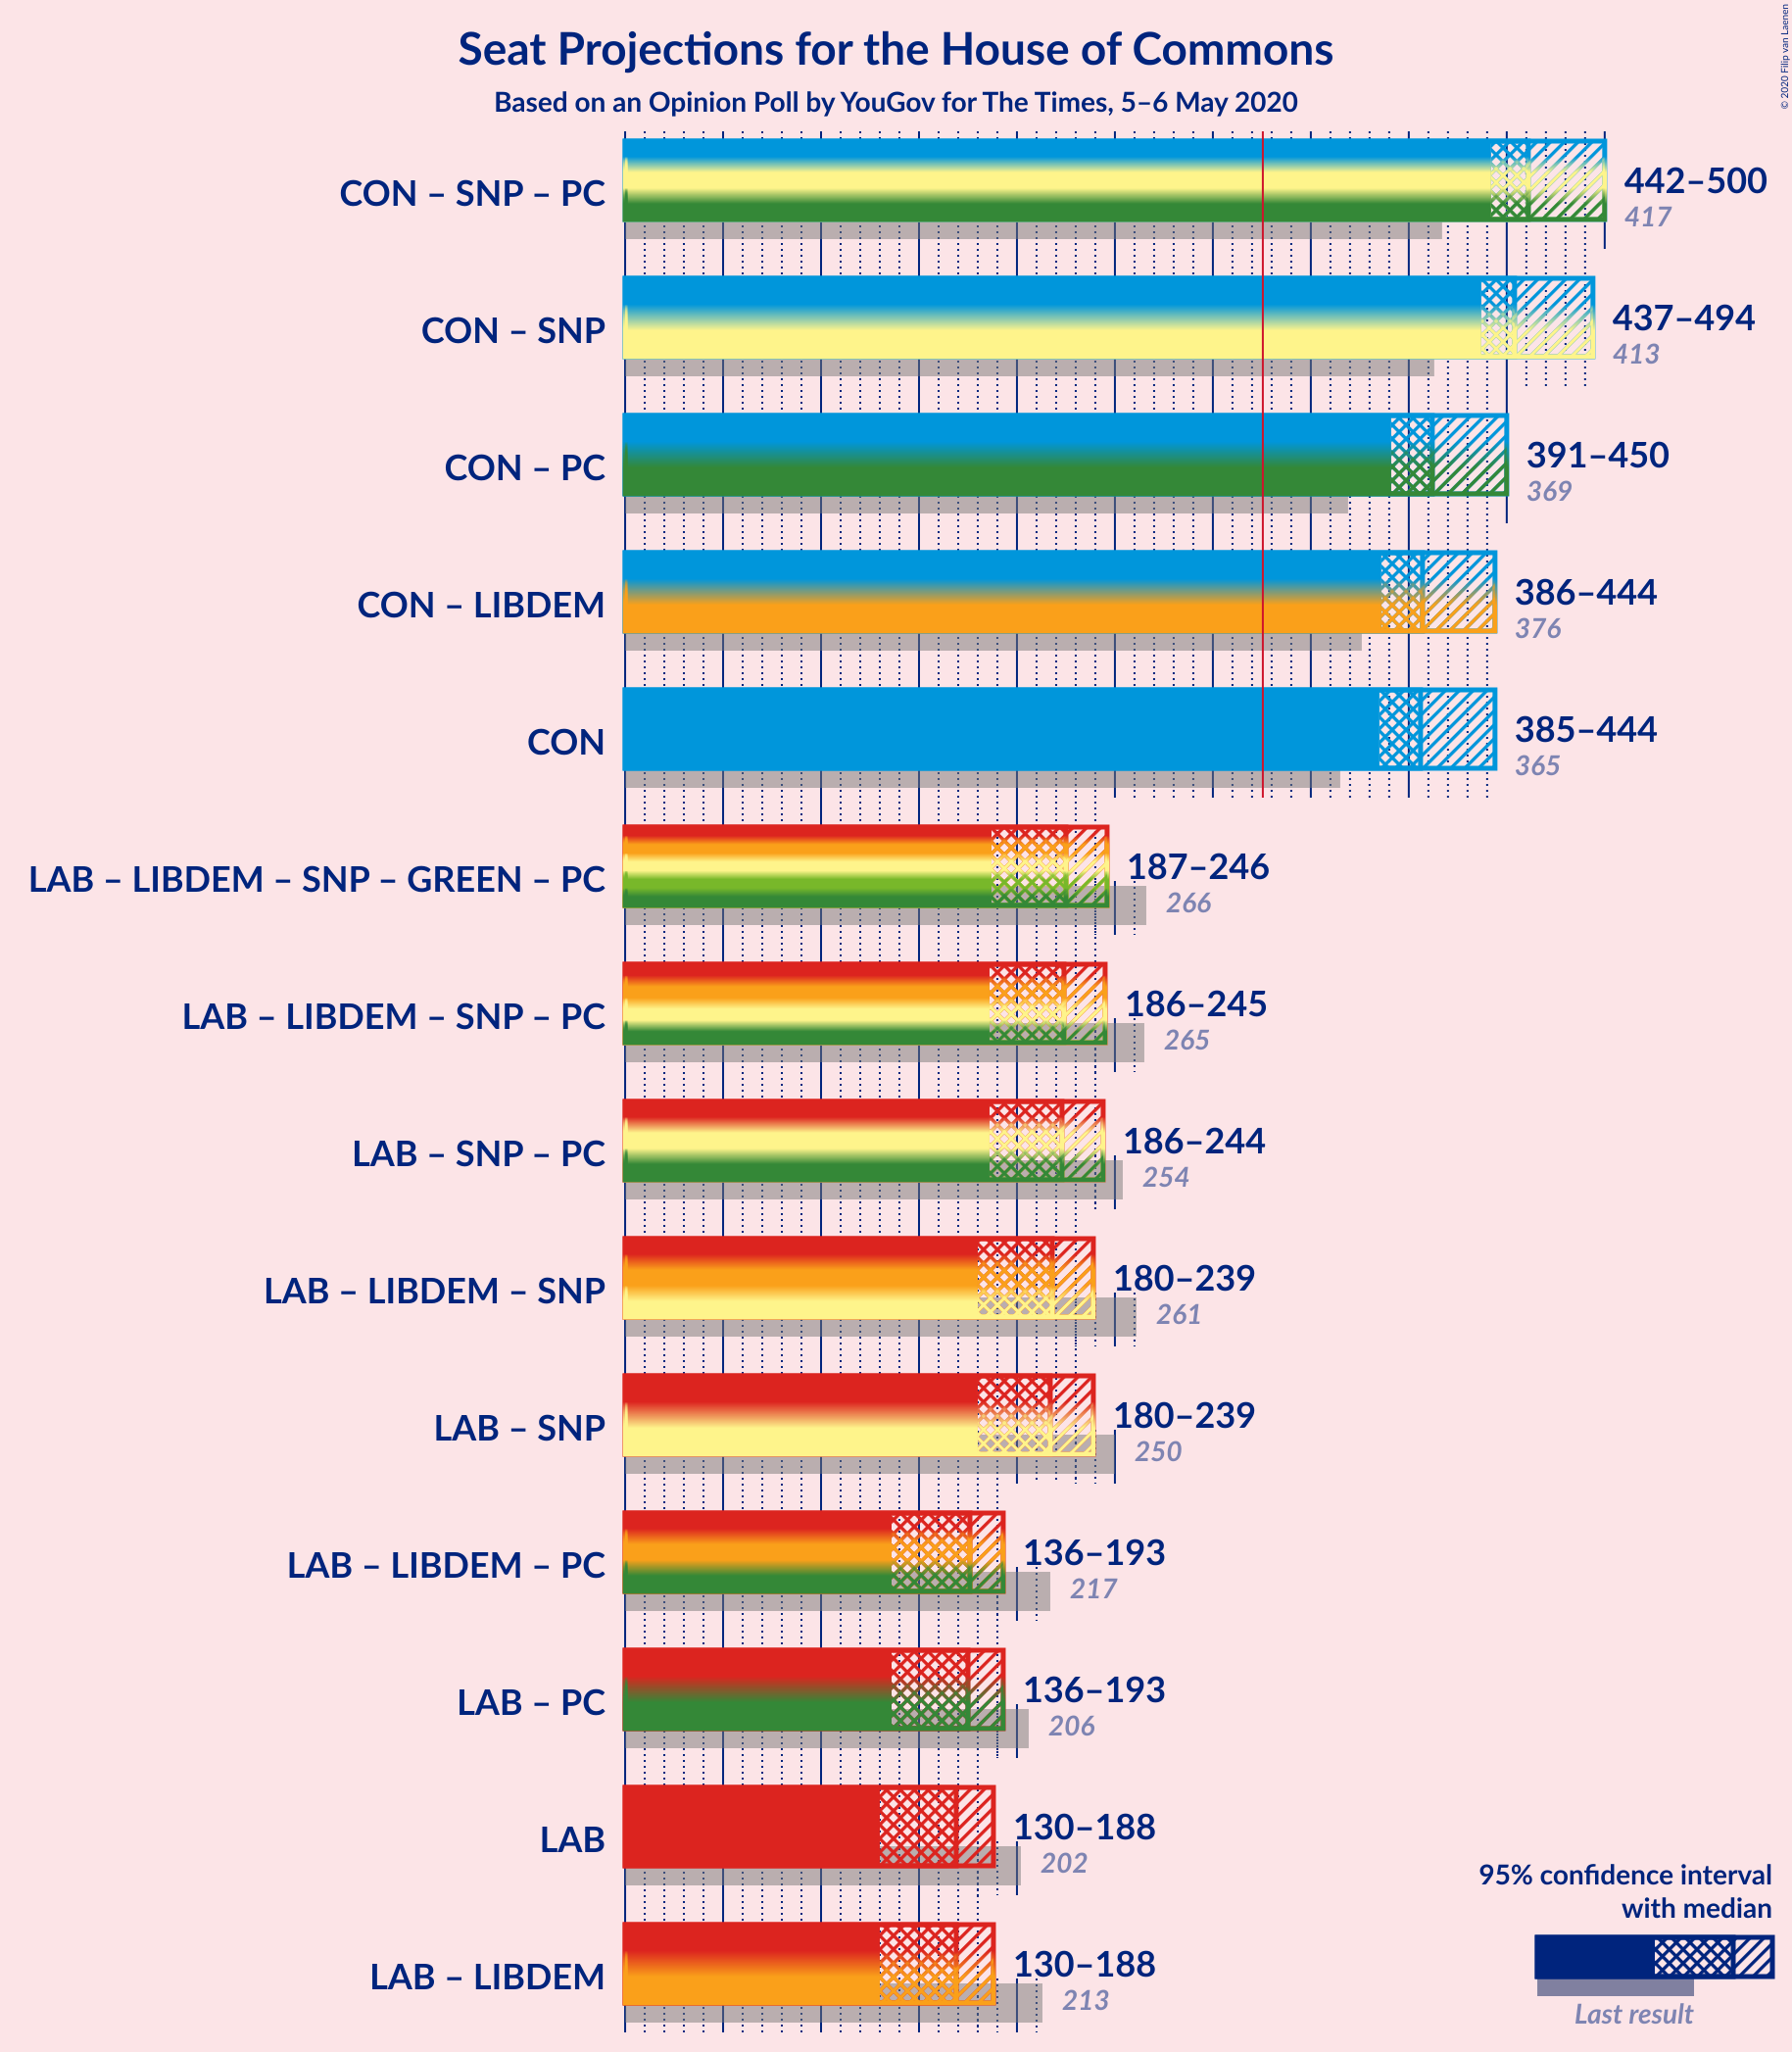 © 2020 Filip van Laenen
Seat Projections for the House of Commons
Based on an Opinion Poll by YouGov for The Times, 5–6 May 2020
CON – SNP – PC
442–500
417
CON – SNP
437–494
413
CON – PC
391–450
369
CON – LIBDEM
386–444
376
CON
385–444
365
LAB – LIBDEM – SNP – GREEN – PC
187–246
266
LAB – LIBDEM – SNP – PC
186–245
265
LAB – SNP – PC
186–244
254
LAB – LIBDEM – SNP
180–239
261
LAB – SNP
180–239
250
LAB – LIBDEM – PC
136–193
217
LAB – PC
136–193
206
LAB
130–188
202
LAB – LIBDEM
130–188
213
95% confidence interval
with median
Last result